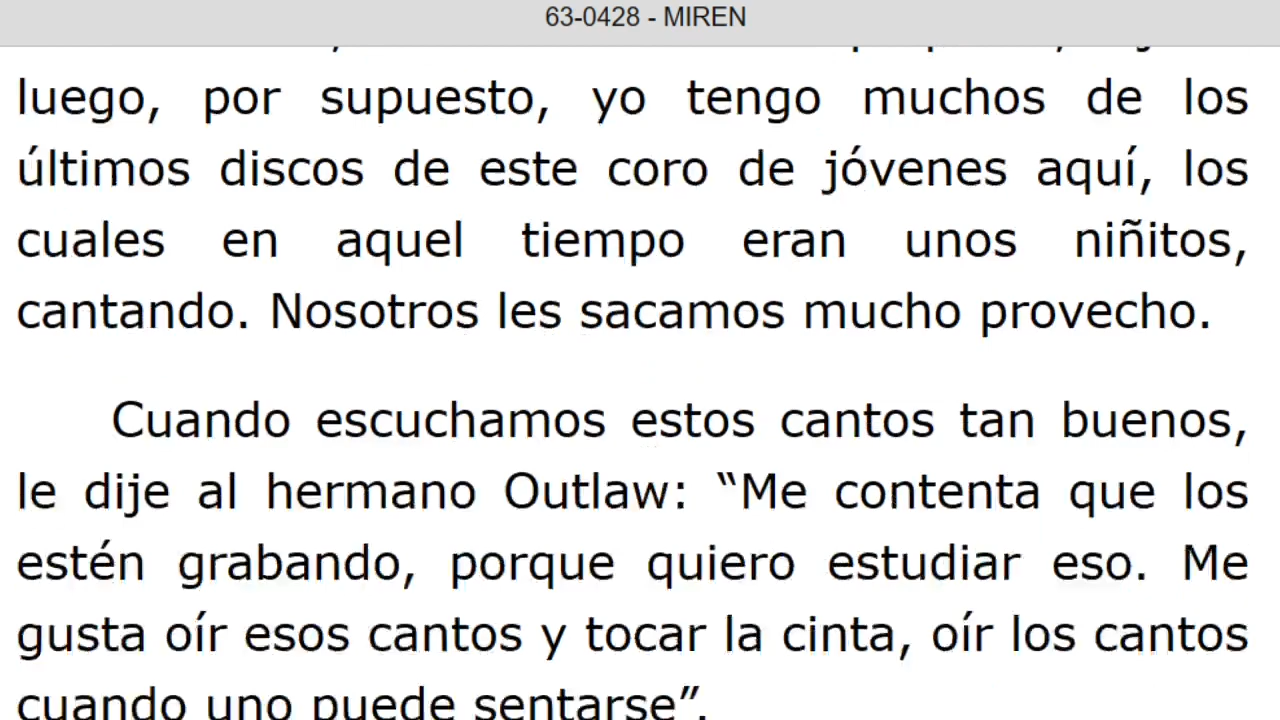 63-0428 - MIREN
luego, por supuesto, yo tengo muchos de los
últimos discos de este coro de jóvenes aquí, los
cuales en aquel tiempo eran unos niñitos,
cantando. Nosotros les sacamos mucho provecho.
Cuando escuchamos estos cantos tan buenos,
le dije al hermano Outlaw: “Me contenta que los
estén grabando, porque quiero estudiar eso. Me
gusta oír esos cantos y tocar la cinta, oír los cantos
cuando uno puede sentarse”.